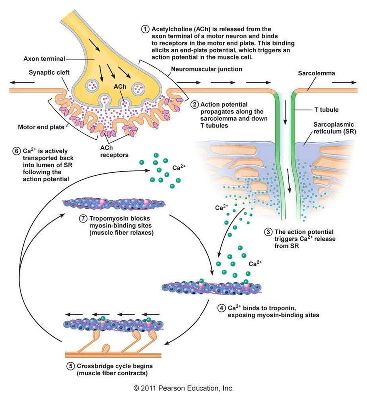 ① Acetylcholine (ACh) is released from the
axon terminal of a motor neuron and binds
to receptors in the motor end plate. This binding
elicits an end-plate potential, which triggers an
action potential in the muscle cell.
Axon terminal
Neuromuscular junction
Synaptic cleft
ACh
Sarcolemma
② Action potential
propagates along the
sarcolemma and down
T tubules
T tubule
Sarcoplasmic
reticulum (SR)
Motor end plate
ACh
receptors
⑥ Ca²⁺ is actively
transported back
into lumen of SR
following the
action potential
Ca²⁺
Ca²⁺
③ The action potential
triggers Ca²⁺ release
from SR
⑦ Tropomyosin blocks
myosin-binding sites
(muscle fiber relaxes)
Ca²⁺
Ca²⁺
④ Ca²⁺ binds to troponin,
exposing myosin-binding sites
⑤ Crossbridge cycle begins
(muscle fiber contracts)
© 2011 Pearson Education, Inc.